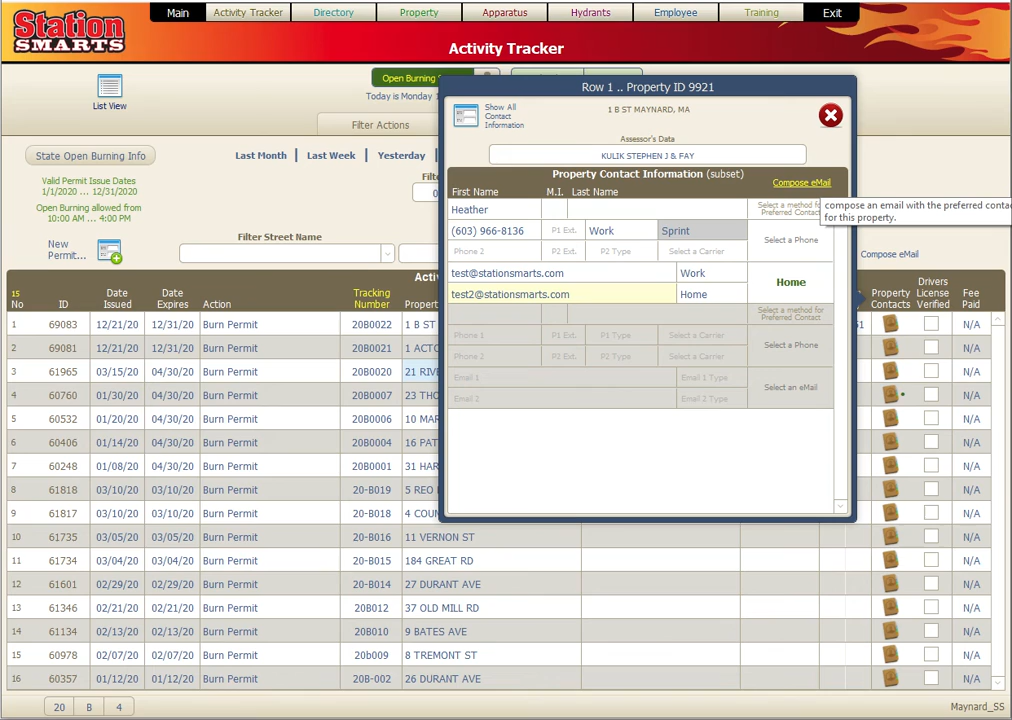 Station
SMARTS
Main
Activity Tracker
Directory
Property
Apparatus
Hydrants
Employee
Training
Exit
Activity Tracker
List View
Open Burning
Today is Monday 1
Filter Actions
State Open Burning Info
Valid Permit Issue Dates
1/1/2020 ... 12/31/2020
Open Burning allowed from
10:00 AM ... 4:00 PM
Last Month | Last Week | Yesterday |
Filte
0
New
Permit...
Filter Street Name
Compose eMail
Row 1 .. Property ID 9921
Show All
Contact
Information
1 B ST MAYNARD, MA
Assessor's Data
KULIK STEPHEN J & FAY
Property Contact Information (subset)
Compose eMail
First Name M.I. Last Name
compose an email with the preferred conta
for this property.
Heather
Select a method for
Preferred Contact
(603) 966-8136 P1 Ext. Work Sprint
Phone 2 P2 Ext. P2 Type Select a Carrier
Select a Phone
test@stationsmarts.com Work
test2@stationsmarts.com Home
Home
Select a method for
Preferred Contact
Phone 1 P1 Ext. P1 Type Select a Carrier
Phone 2 P2 Ext. P2 Type Select a Carrier
Select a Phone
Email 1 Email 1 Type
Email 2 Email 2 Type
Select an eMail
Acti
15
No
ID
Date
Issued
Date
Expires
Action
Tracking
Number
Propert
Property
Contacts
Drivers
License
Verified
Fee
Paid
1 69083 12/21/20 12/31/20 Burn Permit 20B0022 1 B ST 51 N/A
2 69081 12/21/20 12/31/20 Burn Permit 20B0021 1 ACTO N/A
3 61965 03/15/20 04/30/20 Burn Permit 20B0020 21 RIVE N/A
4 60760 01/30/20 04/30/20 Burn Permit 20B0007 23 THO N/A
5 60532 01/20/20 04/30/20 Burn Permit 20B0006 10 MAR N/A
6 60406 01/14/20 04/30/20 Burn Permit 20B0004 16 PAT N/A
7 60248 01/08/20 04/30/20 Burn Permit 20B0001 31 HAR N/A
8 61818 03/10/20 03/10/20 Burn Permit 20-B019 5 REO N/A
9 61817 03/10/20 03/10/20 Burn Permit 20-B018 4 COUN N/A
10 61735 03/05/20 03/05/20 Burn Permit 20-B016 11 VERNON ST N/A
11 61734 03/04/20 03/04/20 Burn Permit 20-B015 184 GREAT RD N/A
12 61601 02/29/20 02/29/20 Burn Permit 20-B014 27 DURANT AVE N/A
13 61346 02/21/20 02/21/20 Burn Permit 20B012 37 OLD MILL RD N/A
14 61134 02/13/20 02/13/20 Burn Permit 20B010 9 BATES AVE N/A
15 60978 02/07/20 02/07/20 Burn Permit 20b009 8 TREMONT ST N/A
16 60357 01/12/20 01/12/20 Burn Permit 20B-002 26 DURANT AVE N/A
20 B 4
Maynard_SS